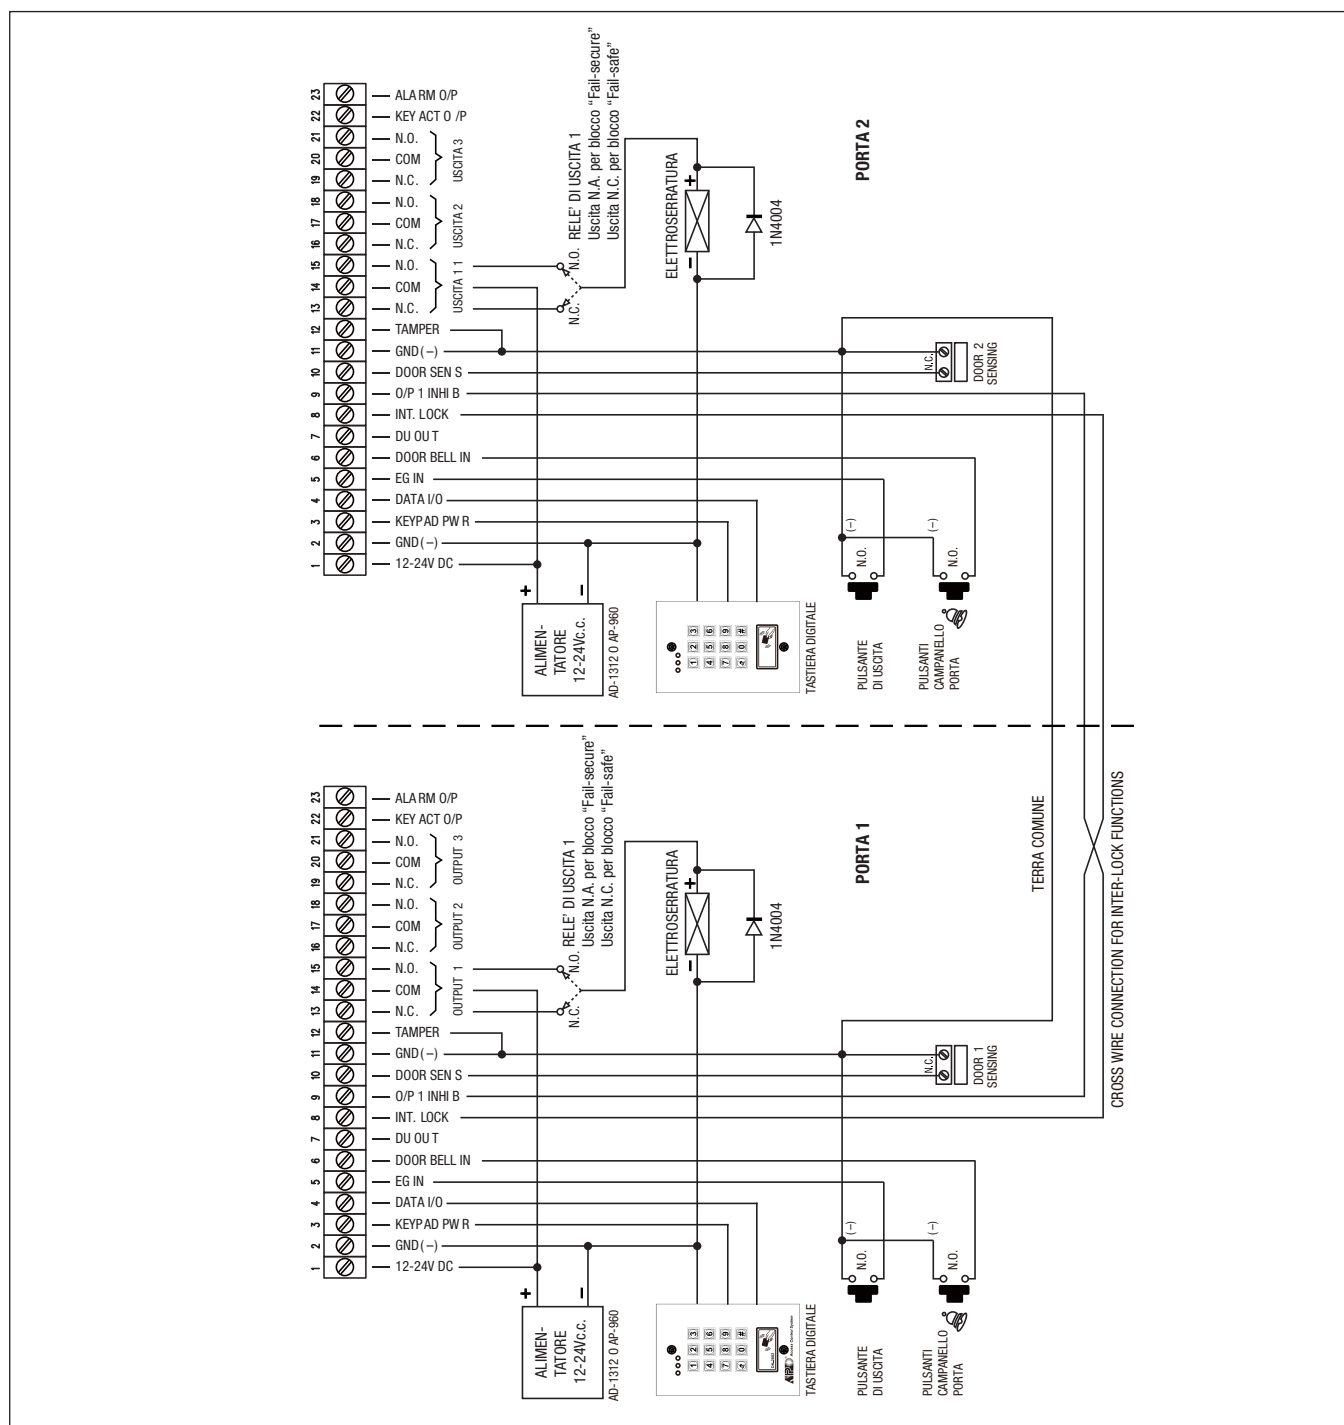 23 ALARM O/P
22 KEY ACT O/P
21 N.O.
20 COM
19 N.C.
USCITA 3
18 N.O.
17 COM
16 N.C.
USCITA 2
15 N.O.
14 COM
13 N.C.
USCITA 1 1
12 TAMPER
11 GND(–)
10 DOOR SEN S
9 O/P 1 INHI B
8 INT. LOCK
7 DU OUT
6 DOOR BELL IN
5 EG IN
4 DATA I/O
3 KEYPAD PWR
2 GND(–)
1 12-24V DC
N.O.
N.C.
RELE' DI USCITA 1
Uscita N.A. per blocco "Fail-secure"
Uscita N.C. per blocco "Fail-safe"
ELETTROSERRATURA
+
–
1N4004
PORTA 2
N.C.
DOOR 2
SENSING
+
–
ALIMEN-
TATORE
12-24Vc.c.
AD-1312 O AP-960
1 2 3
4 5 6
7 8 9
0 #
TASTIERA DIGITALE
(–)
N.O.
PULSANTE
DI USCITA
(–)
N.O.
PULSANTI
CAMPANELLO
PORTA
23 ALARM O/P
22 KEY ACT O/P
21 N.O.
20 COM
19 N.C.
OUTPUT 3
18 N.O.
17 COM
16 N.C.
OUTPUT 2
15 N.O.
14 COM
13 N.C.
OUTPUT 1
12 TAMPER
11 GND(–)
10 DOOR SEN S
9 O/P 1 INHI B
8 INT. LOCK
7 DU OUT
6 DOOR BELL IN
5 EG IN
4 DATA I/O
3 KEYPAD PWR
2 GND(–)
1 12-24V DC
N.O.
N.C.
RELE' DI USCITA 1
Uscita N.A. per blocco "Fail-secure"
Uscita N.C. per blocco "Fail-safe"
ELETTROSERRATURA
+
–
1N4004
PORTA 1
TERRA COMUNE
CROSS WIRE CONNECTION FOR INTER-LOCK FUNCTIONS
N.C.
DOOR 1
SENSING
+
–
ALIMEN-
TATORE
12-24Vc.c.
AD-1312 O AP-960
1 2 3
4 5 6
7 8 9
0 #
Access Control System
TASTIERA DIGITALE
(–)
N.O.
PULSANTE
DI USCITA
(–)
N.O.
PULSANTI
CAMPANELLO
PORTA